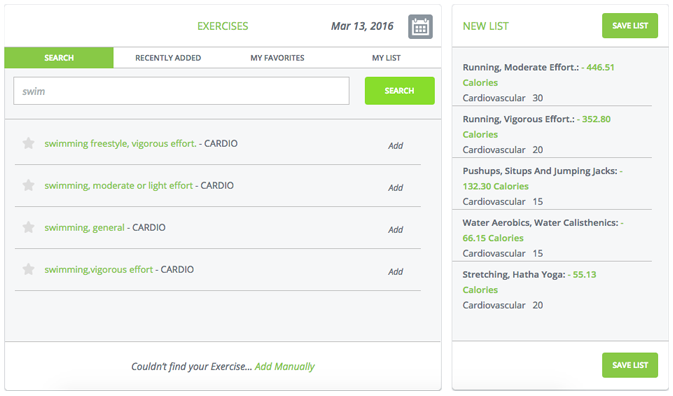 EXERCISES
Mar 13, 2016
SEARCH
RECENTLY ADDED
MY FAVORITES
MY LIST
swim
SEARCH
swimming freestyle, vigorous effort. - CARDIO
Add
swimming, moderate or light effort - CARDIO
Add
swimming, general - CARDIO
Add
swimming,vigorous effort - CARDIO
Add
Couldn't find your Exercise... Add Manually
NEW LIST
SAVE LIST
Running, Moderate Effort.: - 446.51
Calories
Cardiovascular 30
Running, Vigorous Effort.: - 352.80
Calories
Cardiovascular 20
Pushups, Situps And Jumping Jacks: -
132.30 Calories
Cardiovascular 15
Water Aerobics, Water Calisthenics: -
66.15 Calories
Cardiovascular 15
Stretching, Hatha Yoga: - 55.13
Calories
Cardiovascular 20
SAVE LIST